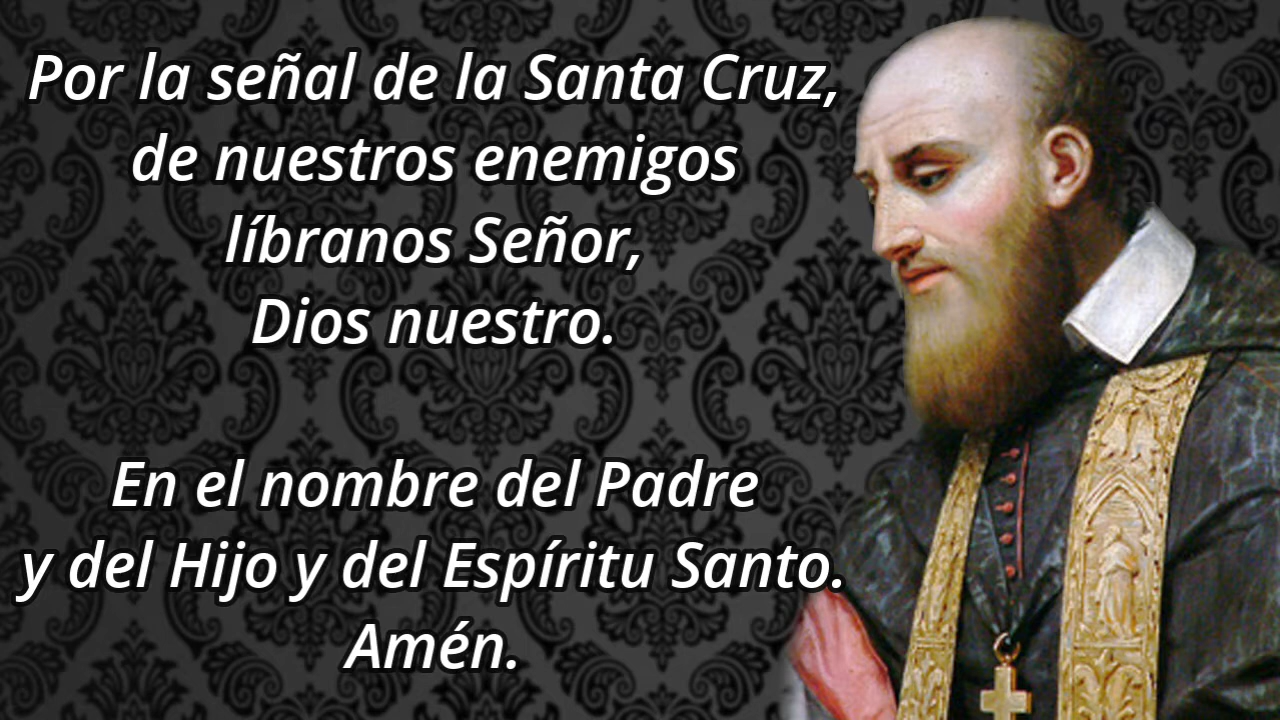 Por la señal de la Santa Cruz,
de nuestros enemigos
líbranos Señor,
Dios nuestro.
En el nombre del Padre
y del Hijo y del Espíritu Santo.
Amén.